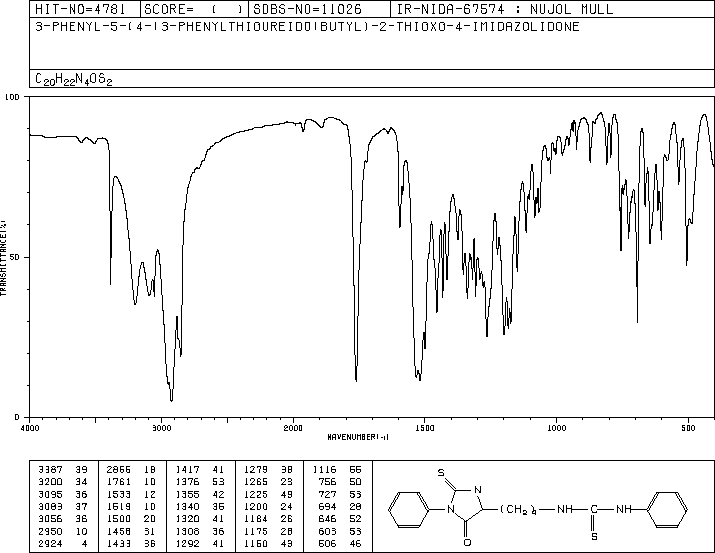 HIT-NO=4781 SCORE= ( ) SDBS-NO=11026 IR-NIDA-67574 : NUJOL MULL
3-PHENYL-5-(4-(3-PHENYLTHIOUREIDO)BUTYL)-2-THIOXO-4-IMIDAZOLIDONE
C20H22N4OS2
100
TRANSMITTANCE(%)
50
0
4000 3000 2000 1500 1000 500
WAVENUMBER(-1)
3387 39 2866 18 1417 41 1279 38 1116 55
3200 34 1761 10 1376 53 1265 23 756 50
3095 36 1533 12 1355 42 1225 49 727 53
3083 37 1519 10 1340 36 1200 24 694 28
3056 36 1500 20 1320 41 1184 26 646 52
2950 10 1458 31 1308 36 1175 28 603 53
2924 4 1433 36 1292 41 1150 43 506 46
S
N
N
O
(CH2)4
NH
S
NH